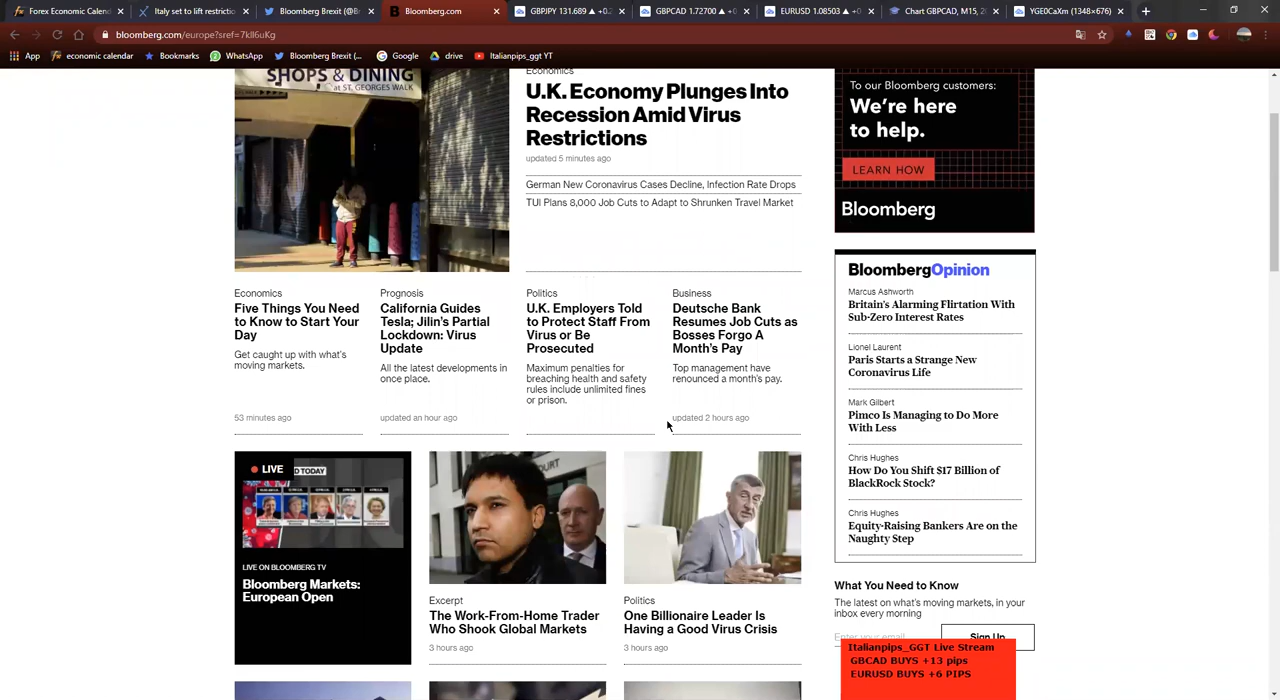 Forex Economic Calend
Italy set to lift restrictio
Bloomberg Brexit (@Br
Bloomberg.com
GBPJPY 131.689 ▲ +0.2
GBPCAD 1.72700 ▲ +0
EURUSD 1.08503 ▲ +0
Chart GBPCAD, M15, 2
YGE0CaXm (1348×676)
bloomberg.com/europe?sref=7kIl6uKg
App
economic calendar
Bookmarks
WhatsApp
Bloomberg Brexit (...
Google
drive
Italianpips_ggt YT
SHOPS & DINING
at ST. GEORGES WALK
Economics
U.K. Economy Plunges Into
Recession Amid Virus
Restrictions
updated 5 minutes ago
German New Coronavirus Cases Decline, Infection Rate Drops
TUI Plans 8,000 Job Cuts to Adapt to Shrunken Travel Market
To our Bloomberg customers:
We're here
to help.
LEARN HOW
Bloomberg
Economics
Five Things You Need
to Know to Start Your
Day
Get caught up with what's
moving markets.
53 minutes ago
Prognosis
California Guides
Tesla; Jilin's Partial
Lockdown: Virus
Update
All the latest developments in
once place.
updated an hour ago
Politics
U.K. Employers Told
to Protect Staff From
Virus or Be
Prosecuted
Maximum penalties for
breaching health and safety
rules include unlimited fines
or prison.
Business
Deutsche Bank
Resumes Job Cuts as
Bosses Forgo A
Month's Pay
Top management have
renounced a month's pay.
updated 2 hours ago
BloombergOpinion
Marcus Ashworth
Britain's Alarming Flirtation With
Sub-Zero Interest Rates
Lionel Laurent
Paris Starts a Strange New
Coronavirus Life
Mark Gilbert
Pimco Is Managing to Do More
With Less
Chris Hughes
How Do You Shift $17 Billion of
BlackRock Stock?
Chris Hughes
Equity-Raising Bankers Are on the
Naughty Step
LIVE
D TODAY
LIVE ON BLOOMBERG TV
Bloomberg Markets:
European Open
COURT
Excerpt
The Work-From-Home Trader
Who Shook Global Markets
3 hours ago
Politics
One Billionaire Leader Is
Having a Good Virus Crisis
3 hours ago
What You Need to Know
The latest on what's moving markets, in your
inbox every morning
Enter your email
Sign Up
Italianpips_GGT Live Stream
GBCAD BUYS +13 pips
EURUSD BUYS +6 PIPS